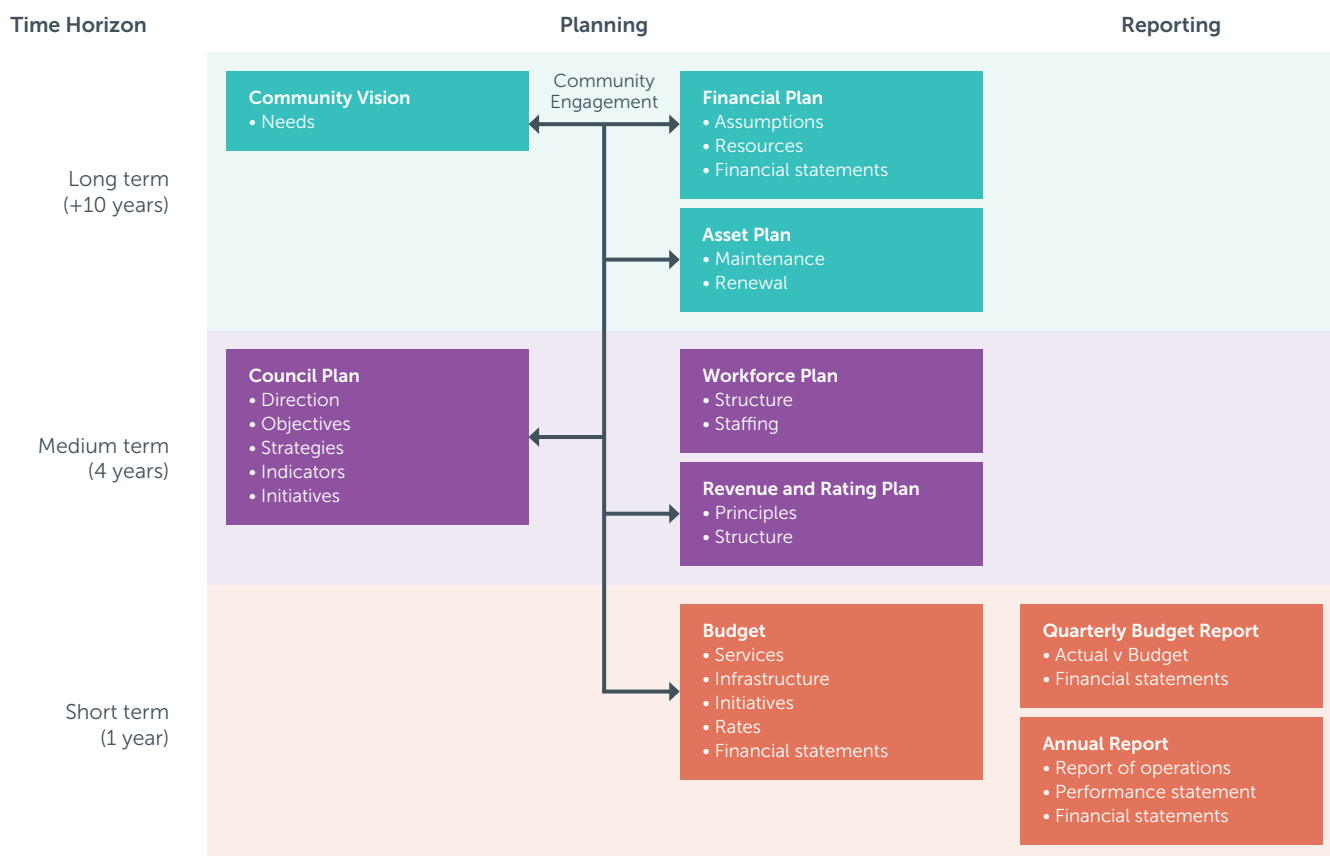 Time Horizon
Planning
Reporting
Long term
(+10 years)
Community Vision
• Needs
Community
Engagement
Financial Plan
• Assumptions
• Resources
• Financial statements
Asset Plan
• Maintenance
• Renewal
Medium term
(4 years)
Council Plan
• Direction
• Objectives
• Strategies
• Indicators
• Initiatives
Workforce Plan
• Structure
• Staffing
Revenue and Rating Plan
• Principles
• Structure
Short term
(1 year)
Budget
• Services
• Infrastructure
• Initiatives
• Rates
• Financial statements
Quarterly Budget Report
• Actual v Budget
• Financial statements
Annual Report
• Report of operations
• Performance statement
• Financial statements